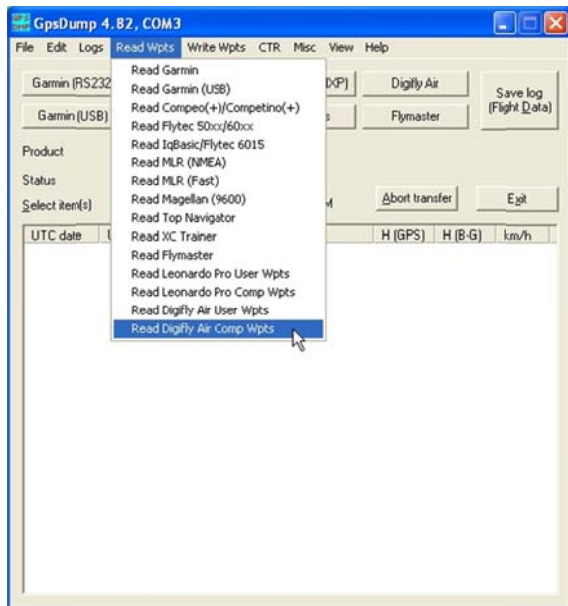 GpsDump 4.82, COM3
File Edit Logs Read Wpts Write Wpts CTR Misc View Help
Garmin (RS232
Digifly Air
Save log
(Flight Data)
Garmin (USB)
Flymaster
Product
Status
Select item(s)
Abort transfer
Exit
UTC date
H (GPS) H (B-G) km/h
Read Garmin
Read Garmin (USB)
Read Compeo(+)/Competino(+)
Read Flytec 50xx/60xx
Read IqBasic/Flytec 6015
Read MLR (NMEA)
Read MLR (Fast)
Read Magellan (9600)
Read Top Navigator
Read XC Trainer
Read Flymaster
Read Leonardo Pro User Wpts
Read Leonardo Pro Comp Wpts
Read Digifly Air User Wpts
Read Digifly Air Comp Wpts